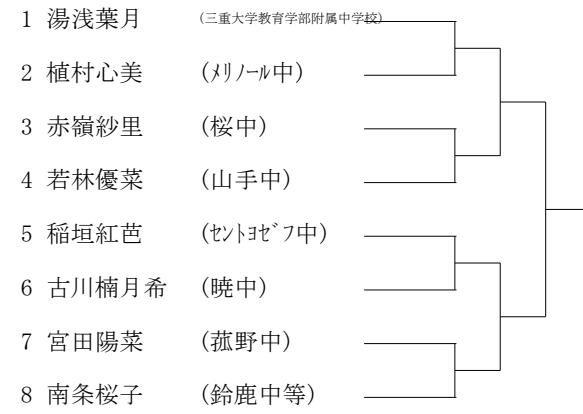 1 湯浅葉月 (三重大学教育学部附属中学校)
2 植村心美 (ﾒﾘﾉｰﾙ中)
3 赤嶺紗里 (桜中)
4 若林優菜 (山手中)
5 稲垣紅芭 (ｾﾝﾄﾖｾﾞﾌ中)
6 古川楠月希 (暁中)
7 宮田陽菜 (菰野中)
8 南条桜子 (鈴鹿中等)